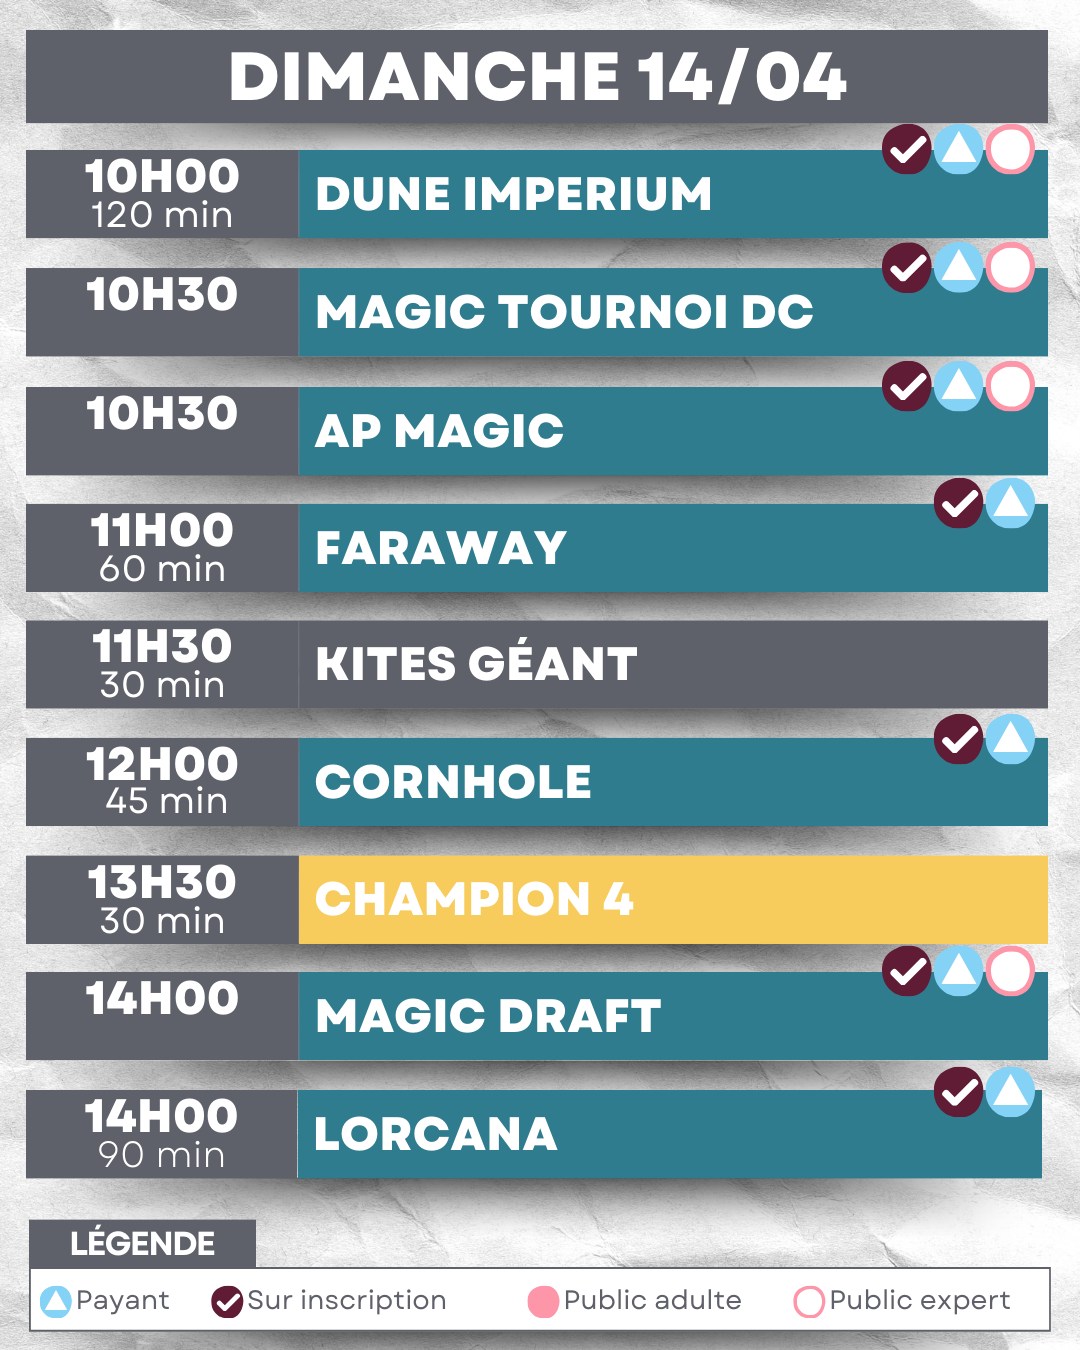 DIMANCHE 14/04
10H00
120 min
DUNE IMPERIUM
10H30
MAGIC TOURNOI DC
10H30
AP MAGIC
11H00
60 min
FARAWAY
11H30
30 min
KITES GÉANT
12H00
45 min
CORNHOLE
13H30
30 min
CHAMPION 4
14H00
MAGIC DRAFT
14H00
90 min
LORCANA
LÉGENDE
Payant Sur inscription Public adulte Public expert